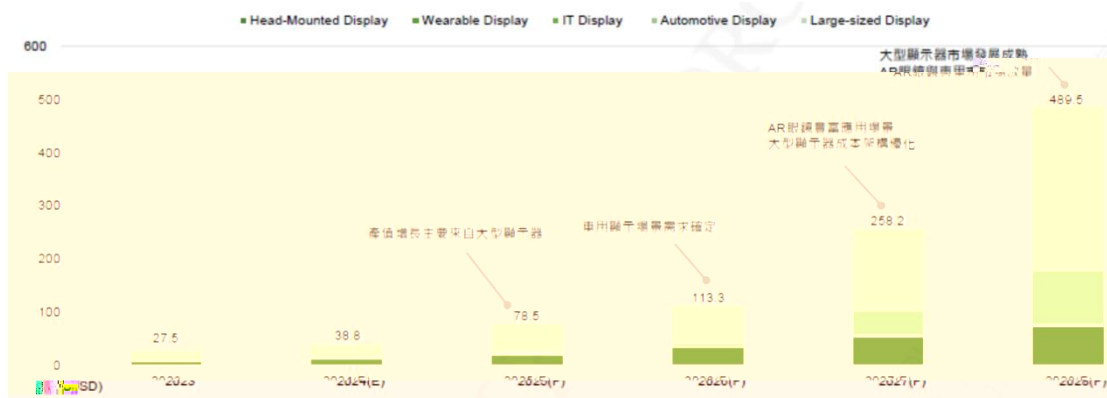 Head-Mounted Display Wearable Display IT Display Automotive Display Large-sized Display
600
大型顯示器市場發展成熟
500
489.5
AR眼鏡豐富應用場景
大型顯示器成本架構優化
400
300
258.2
產值增長主要來自大型顯示器
車用顯示場景需求確定
200
113.3
100
78.5
38.8
27.5
0